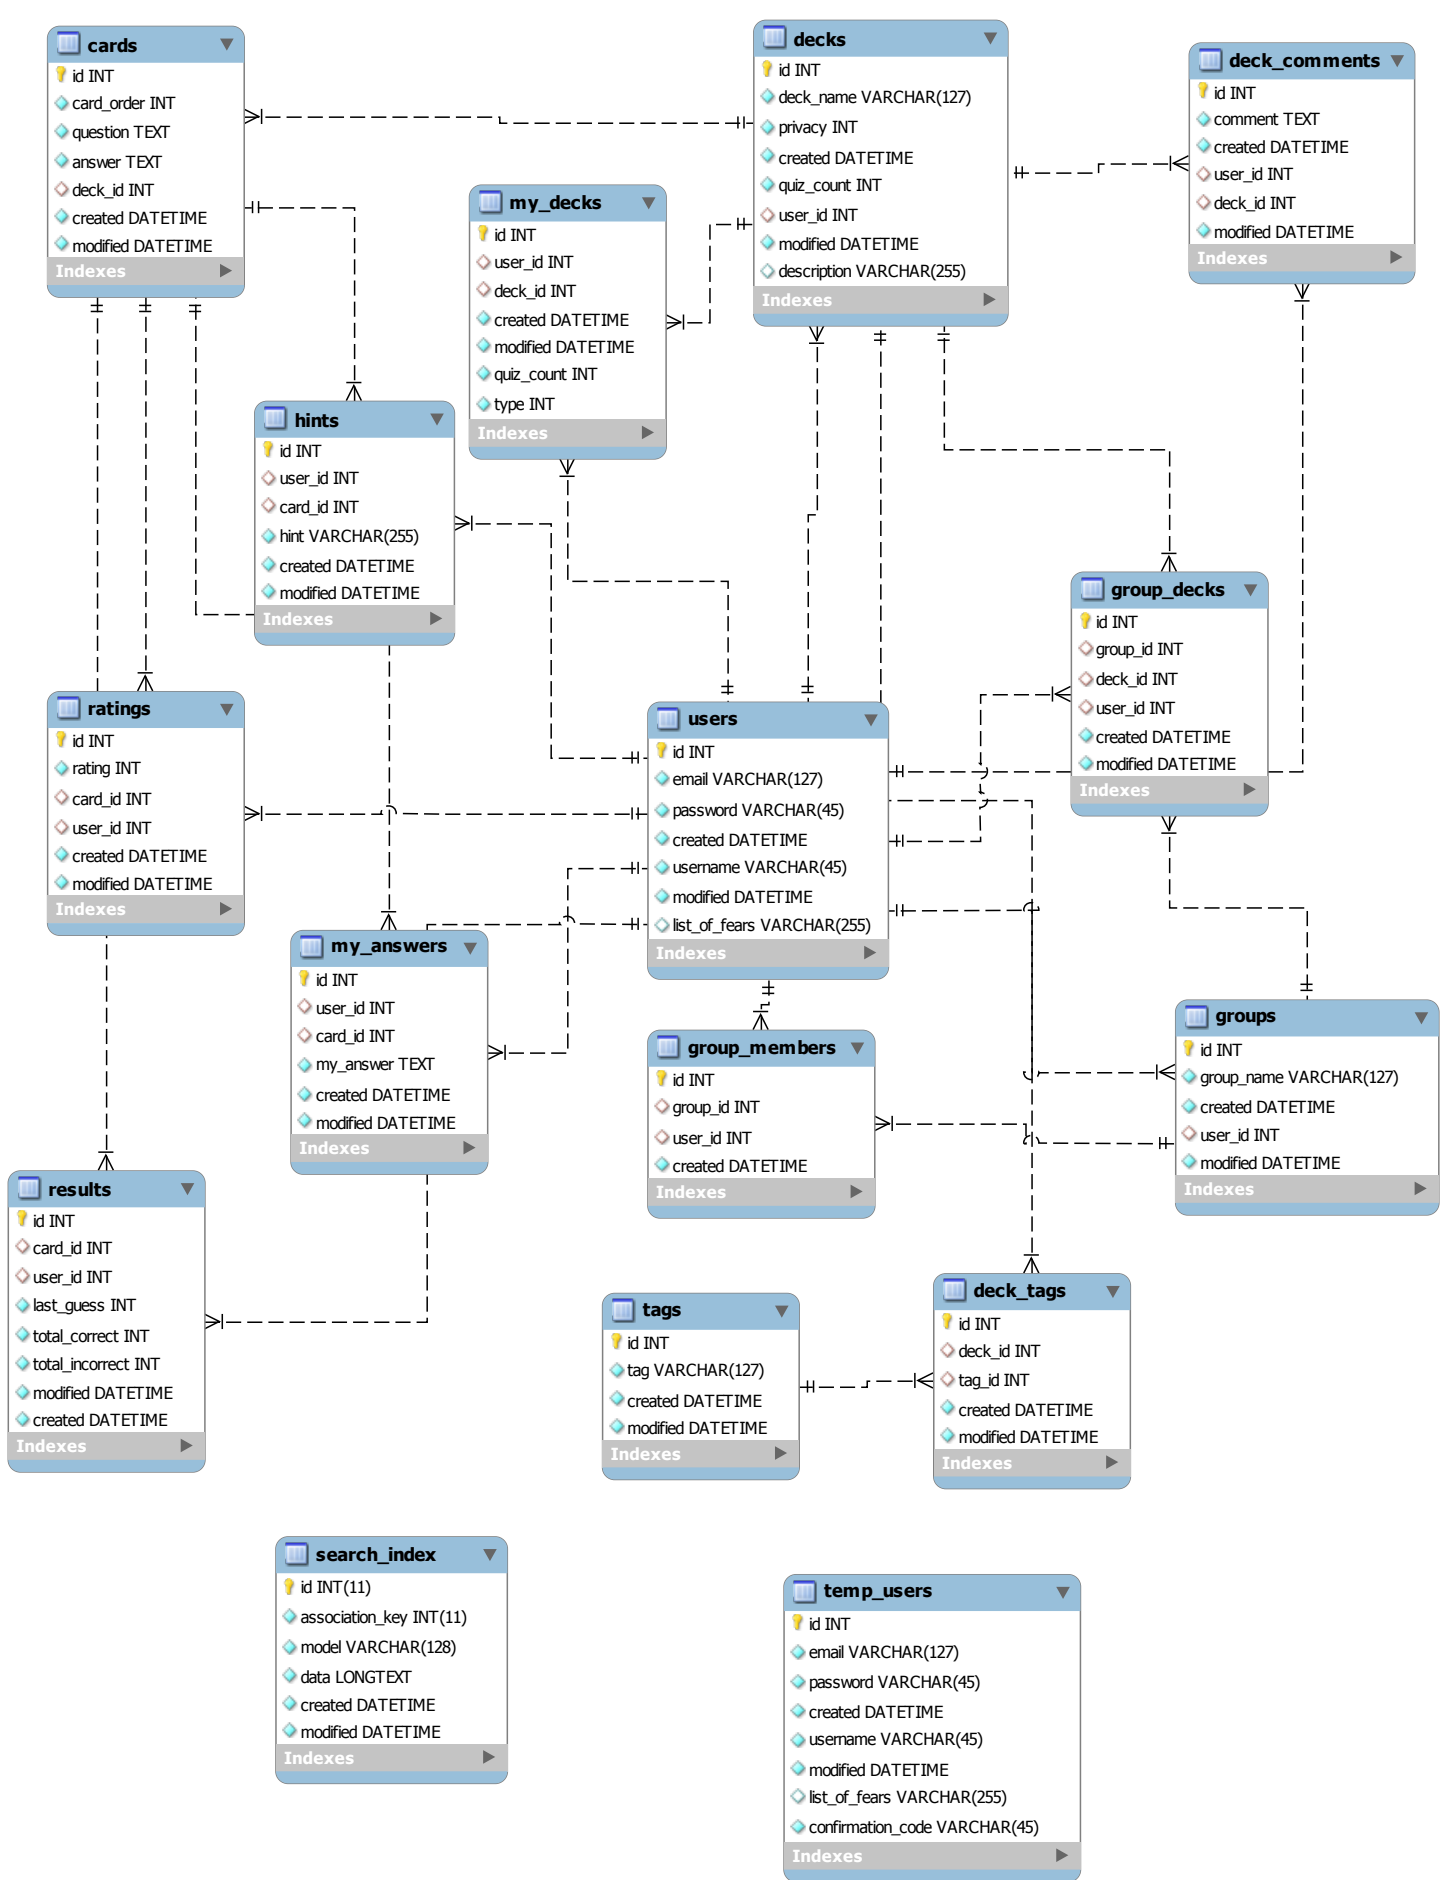 cards
id INT
card_order INT
question TEXT
answer TEXT
deck_id INT
created DATETIME
modified DATETIME
Indexes
decks
id INT
deck_name VARCHAR(127)
privacy INT
created DATETIME
quiz_count INT
user_id INT
modified DATETIME
description VARCHAR(255)
Indexes
deck_comments
id INT
comment TEXT
created DATETIME
user_id INT
deck_id INT
modified DATETIME
Indexes
my_decks
id INT
user_id INT
deck_id INT
created DATETIME
modified DATETIME
quiz_count INT
type INT
Indexes
hints
id INT
user_id INT
card_id INT
hint VARCHAR(255)
created DATETIME
modified DATETIME
Indexes
group_decks
id INT
group_id INT
deck_id INT
user_id INT
created DATETIME
modified DATETIME
Indexes
ratings
id INT
rating INT
card_id INT
user_id INT
created DATETIME
modified DATETIME
Indexes
users
id INT
email VARCHAR(127)
password VARCHAR(45)
created DATETIME
username VARCHAR(45)
modified DATETIME
list_of_fears VARCHAR(255)
Indexes
my_answers
id INT
user_id INT
card_id INT
my_answer TEXT
created DATETIME
modified DATETIME
Indexes
group_members
id INT
group_id INT
user_id INT
created DATETIME
Indexes
groups
id INT
group_name VARCHAR(127)
created DATETIME
user_id INT
modified DATETIME
Indexes
results
id INT
card_id INT
user_id INT
last_guess INT
total_correct INT
total_incorrect INT
modified DATETIME
created DATETIME
Indexes
tags
id INT
tag VARCHAR(127)
created DATETIME
modified DATETIME
Indexes
deck_tags
id INT
deck_id INT
tag_id INT
created DATETIME
modified DATETIME
Indexes
search_index
id INT(11)
association_key INT(11)
model VARCHAR(128)
data LONGTEXT
created DATETIME
modified DATETIME
Indexes
temp_users
id INT
email VARCHAR(127)
password VARCHAR(45)
created DATETIME
username VARCHAR(45)
modified DATETIME
list_of_fears VARCHAR(255)
confirmation_code VARCHAR(45)
Indexes